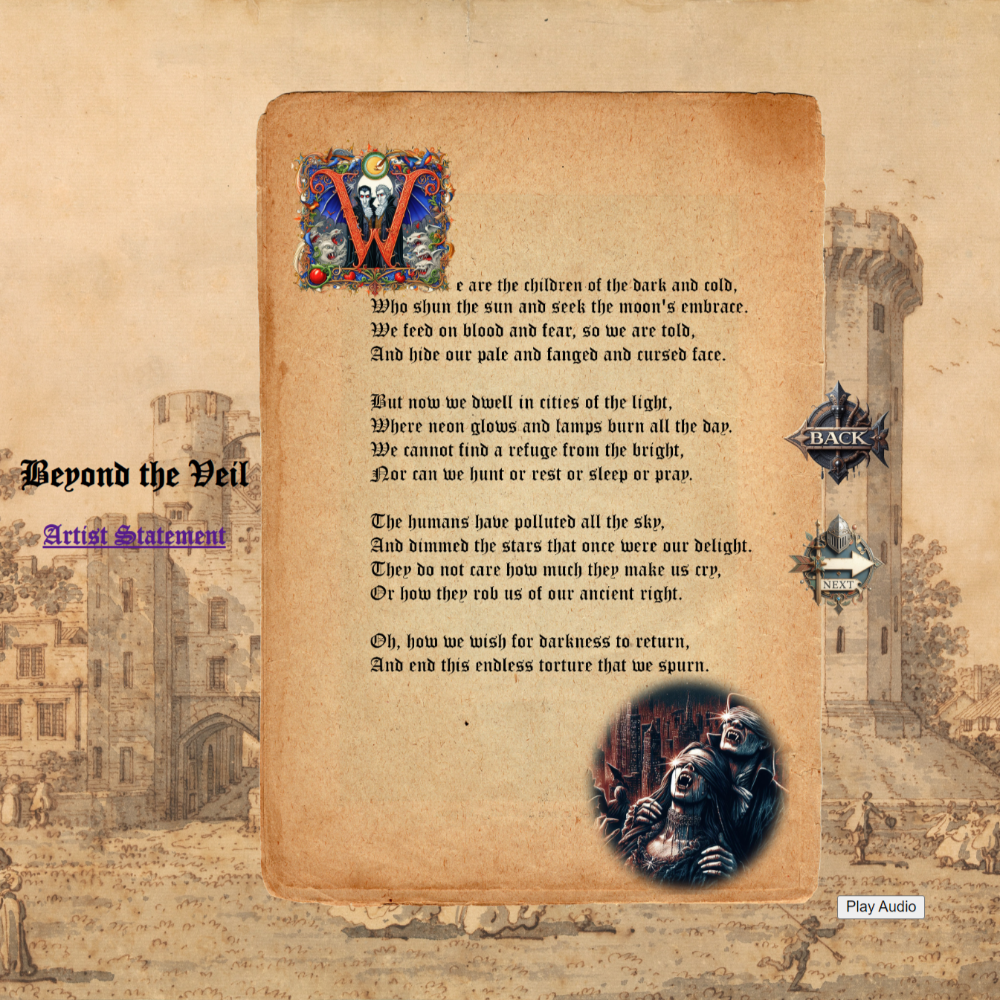 Beyond the Veil
Artist Statement
We are the children of the dark and cold,
Who shun the sun and seek the moon's embrace.
We feed on blood and fear, so we are told,
And hide our pale and fanged and cursed face.
But now we dwell in cities of the light,
Where neon glows and lamps burn all the day.
We cannot find a refuge from the bright,
Nor can we hunt or rest or sleep or pray.
The humans have polluted all the sky,
And dimmed the stars that once were our delight.
They do not care how much they make us cry,
Or how they rob us of our ancient right.
Oh, how we wish for darkness to return,
And end this endless torture that we spurn.
BACK
NEXT
Play Audio